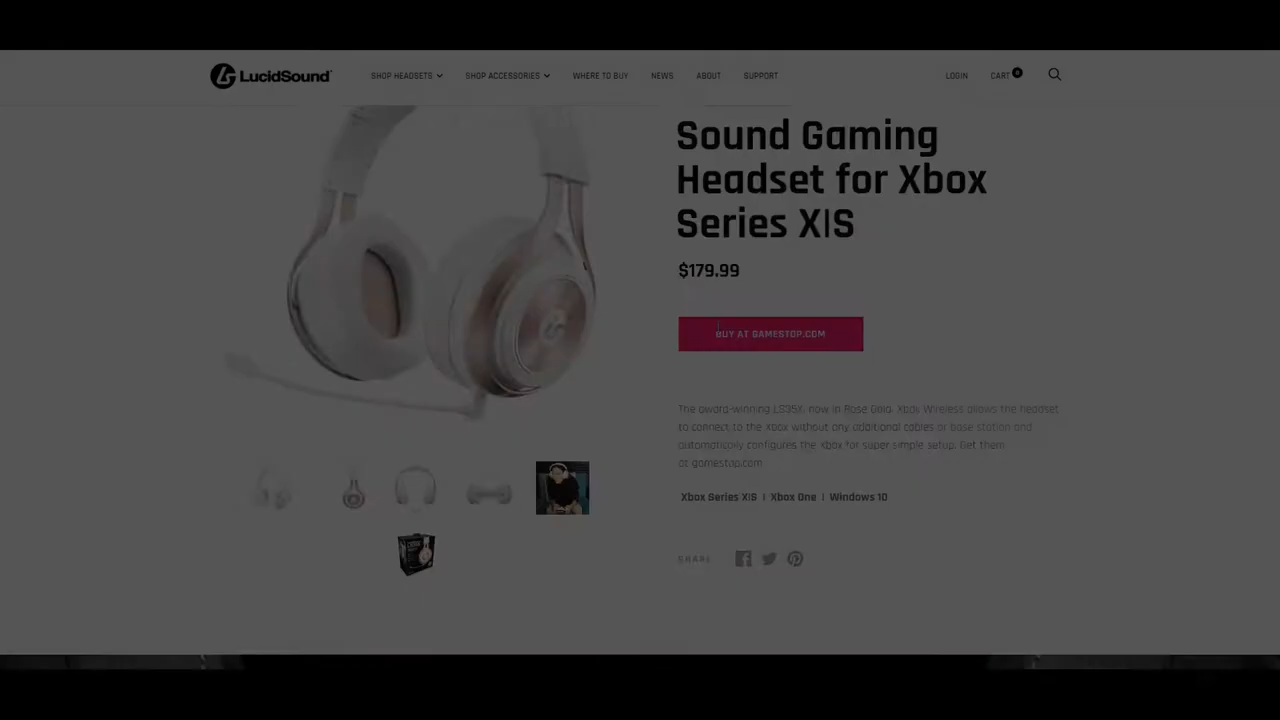 LucidSound
SHOP HEADSETS
SHOP ACCESSORIES
WHERE TO BUY
NEWS
ABOUT
SUPPORT
LOGIN
CART 0
Sound Gaming
Headset for Xbox
Series X|S
$179.99
BUY AT GAMESTOP.COM
The award-winning LS35X, now in Rose Gold. Xbox Wireless allows the headset
to connect to the Xbox without any additional cables or base station and
automatically configures the Xbox for super simple setup. Get them
at gamestop.com
Xbox Series X|S | Xbox One | Windows 10
SHARE